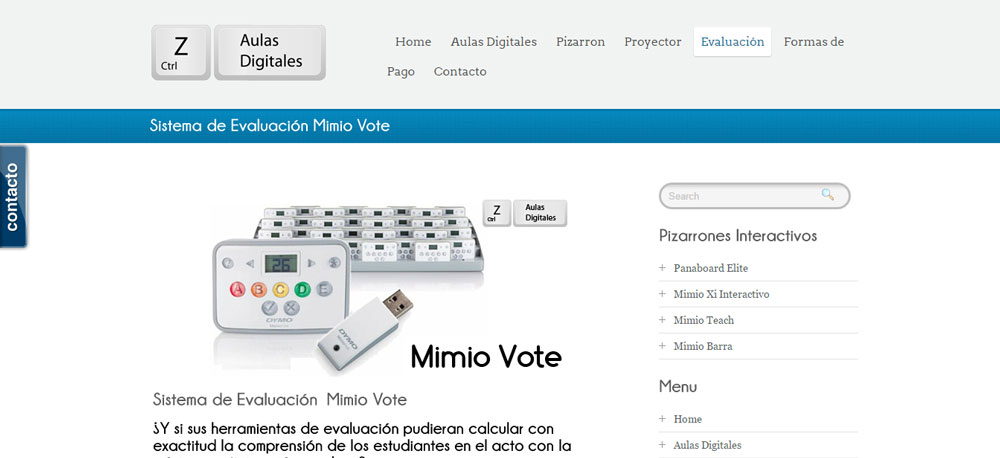 Z
Ctrl
Aulas
Digitales
Home Aulas Digitales Pizarron Proyector Evaluación Formas de
Pago Contacto
Sistema de Evaluación Mimio Vote
contacto
Search
Z
Ctrl
Aulas
Digitales
26
A B C D E
DYMO
DYMO
Mimio Vote
Sistema de Evaluación Mimio Vote
¿Y si sus herramientas de evaluación pudieran calcular con
exactitud la comprensión de los estudiantes en el acto con la
Pizarrones Interactivos
+ Panaboard Elite
+ Mimio Xi Interactivo
+ Mimio Teach
+ Mimio Barra
Menu
+ Home
+ Aulas Digitales